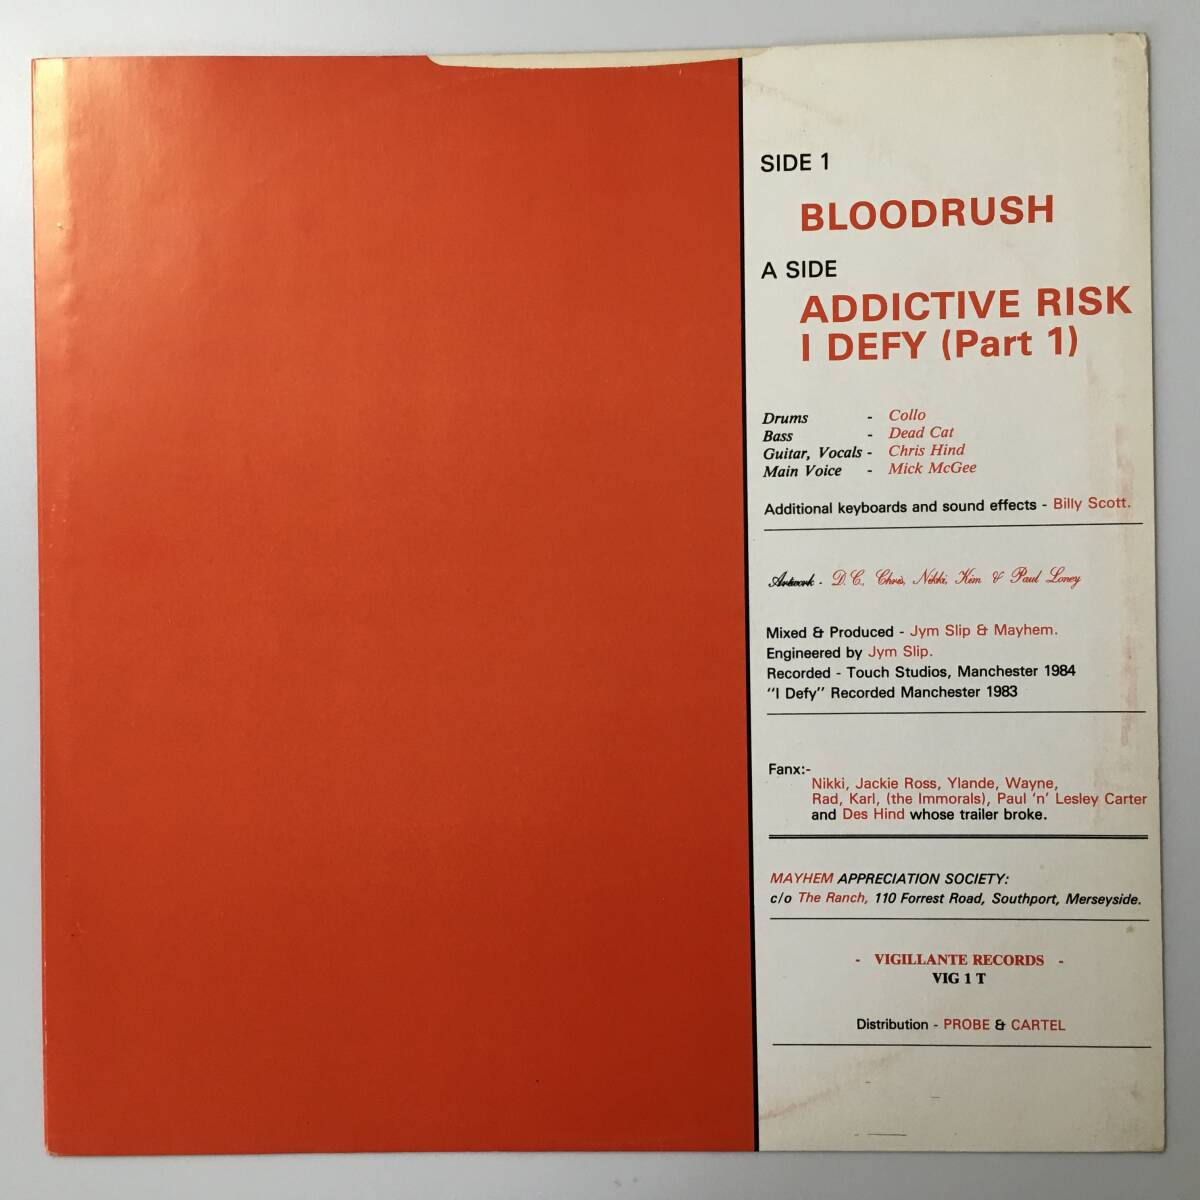 SIDE 1
BLOODRUSH
A SIDE
ADDICTIVE RISK
I DEFY (Part 1)
Drums - Collo
Bass - Dead Cat
Guitar, Vocals - Chris Hind
Main Voice - Mick McGee
Additional keyboards and sound effects - Billy Scott.
Artwork - D.C., Chris, Nikki, Kim & Paul Loney
Mixed & Produced - Jym Slip & Mayhem.
Engineered by Jym Slip.
Recorded - Touch Studios, Manchester 1984
"I Defy" Recorded Manchester 1983
Fanx:-
Nikki, Jackie Ross, Ylande, Wayne,
Rad, Karl, (the Immorals), Paul 'n' Lesley Carter
and Des Hind whose trailer broke.
MAYHEM APPRECIATION SOCIETY:
c/o The Ranch, 110 Forrest Road, Southport, Merseyside.
- VIGILLANTE RECORDS -
VIG 1 T
Distribution - PROBE & CARTEL